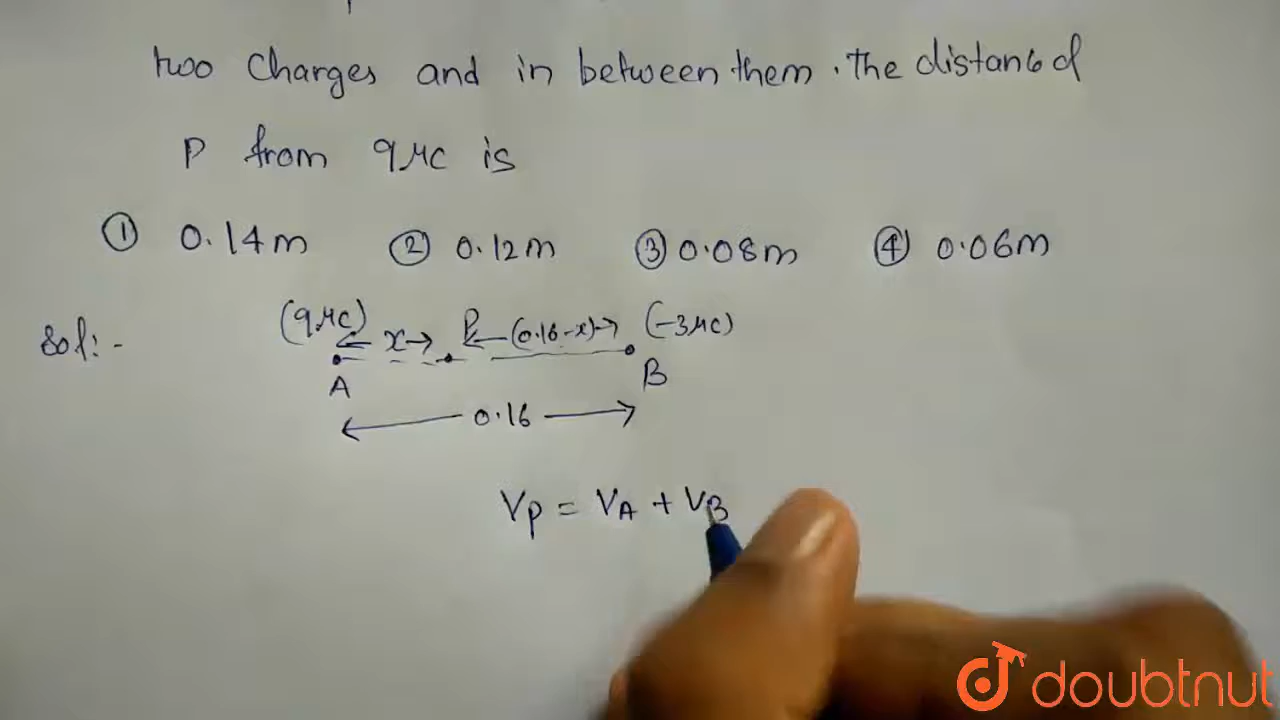 two charges and in between them. The distance of
P from 9μC is
① 0.14m ② 0.12m ③ 0.08m ④ 0.06m
Sol:-
(9μC) x P (0.16-x) (-3μC)
A B
0.16
Vp = VA + VB
doubtnut